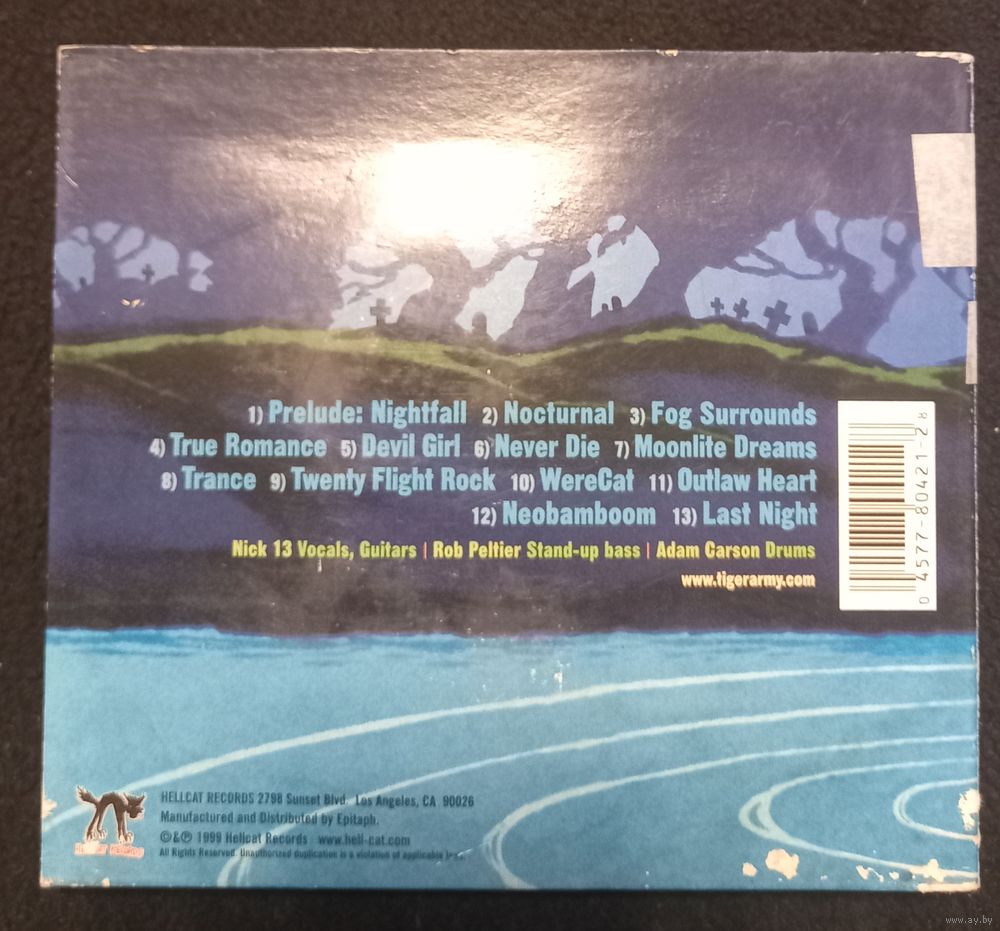 1) Prelude: Nightfall 2) Nocturnal 3) Fog Surrounds
4) True Romance 5) Devil Girl 6) Never Die 7) Moonlite Dreams
8) Trance 9) Twenty Flight Rock 10) WereCat 11) Outlaw Heart
12) Neobamboom 13) Last Night
Nick 13 Vocals, Guitars | Rob Peltier Stand-up bass | Adam Carson Drums
www.tigerarmy.com
0 4577-80421-2 8
HELLCAT RECORDS 2798 Sunset Blvd. Los Angeles, CA 90026
Manufactured and Distributed by Epitaph.
©&℗ 1999 Hellcat Records www.hell-cat.com
All Rights Reserved. Unauthorized duplication is a violation of applicable
HELLCAT RECORDS
www.ay.by